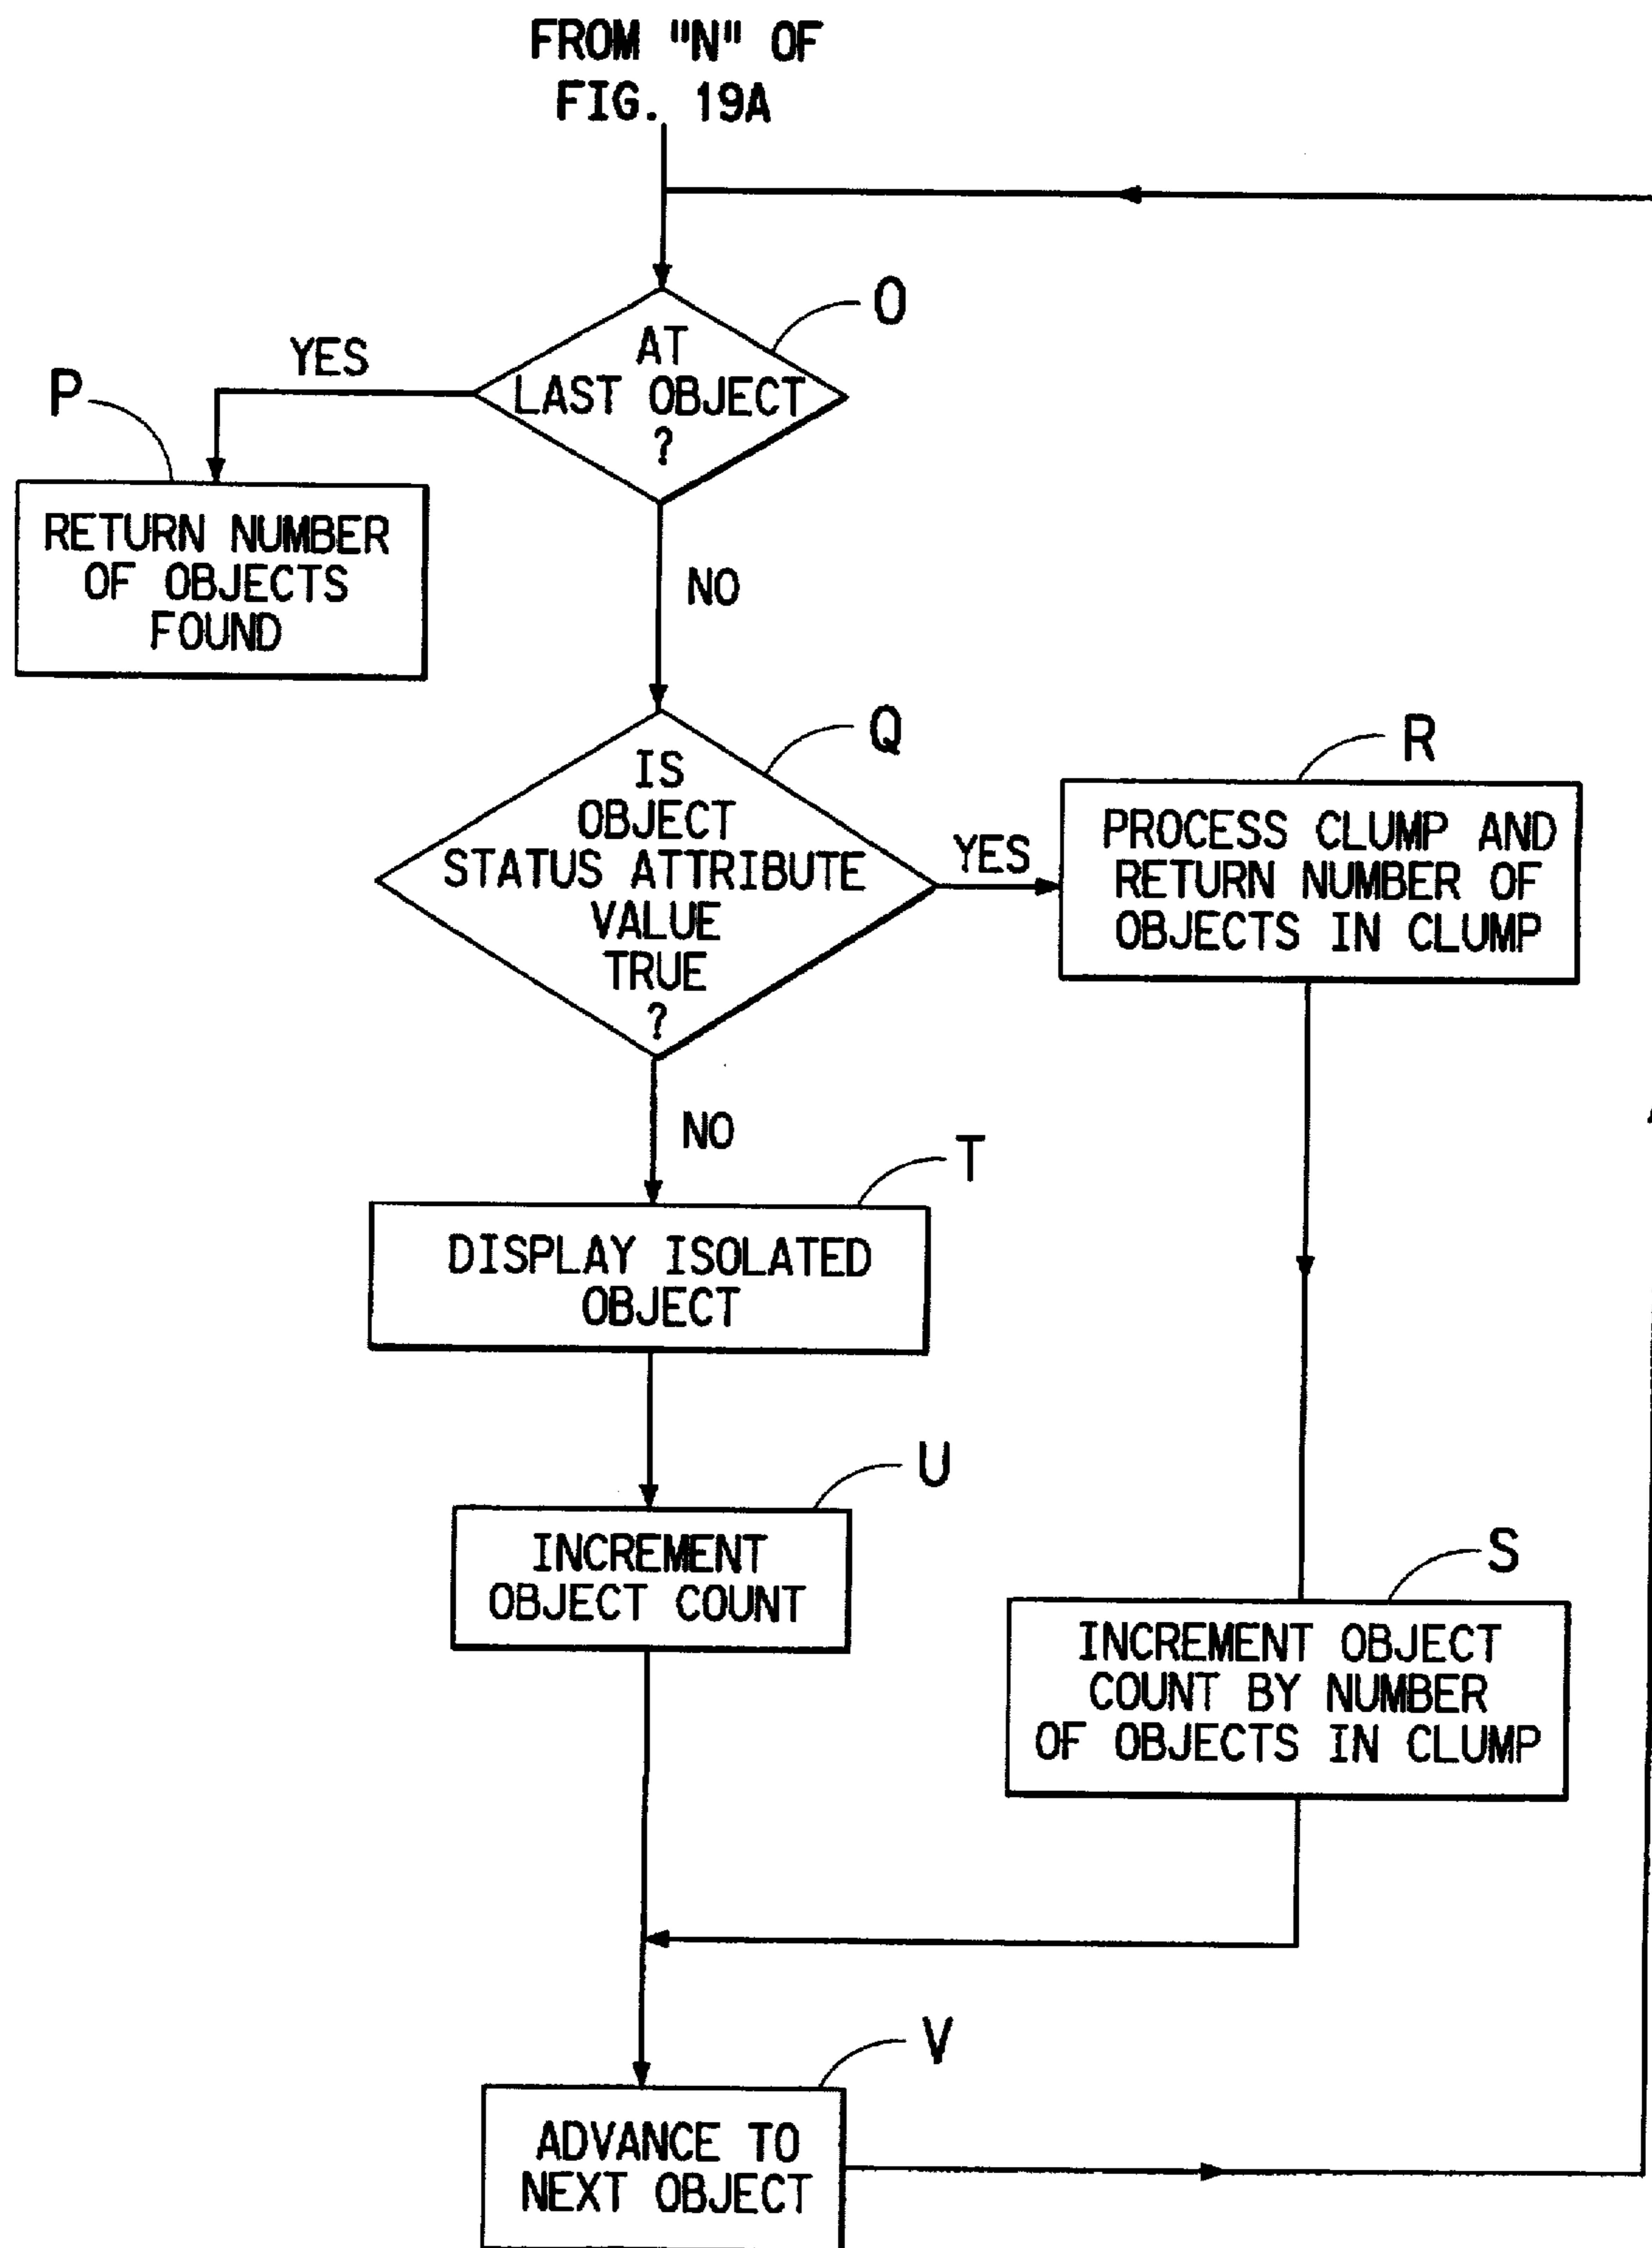 FROM "N" OF
FIG. 19A
O
AT
LAST OBJECT
?
YES
P
RETURN NUMBER
OF OBJECTS
FOUND
NO
Q
IS
OBJECT
STATUS ATTRIBUTE
VALUE
TRUE
?
YES
R
PROCESS CLUMP AND
RETURN NUMBER OF
OBJECTS IN CLUMP
NO
T
DISPLAY ISOLATED
OBJECT
U
INCREMENT
OBJECT COUNT
S
INCREMENT OBJECT
COUNT BY NUMBER
OF OBJECTS IN CLUMP
V
ADVANCE TO
NEXT OBJECT